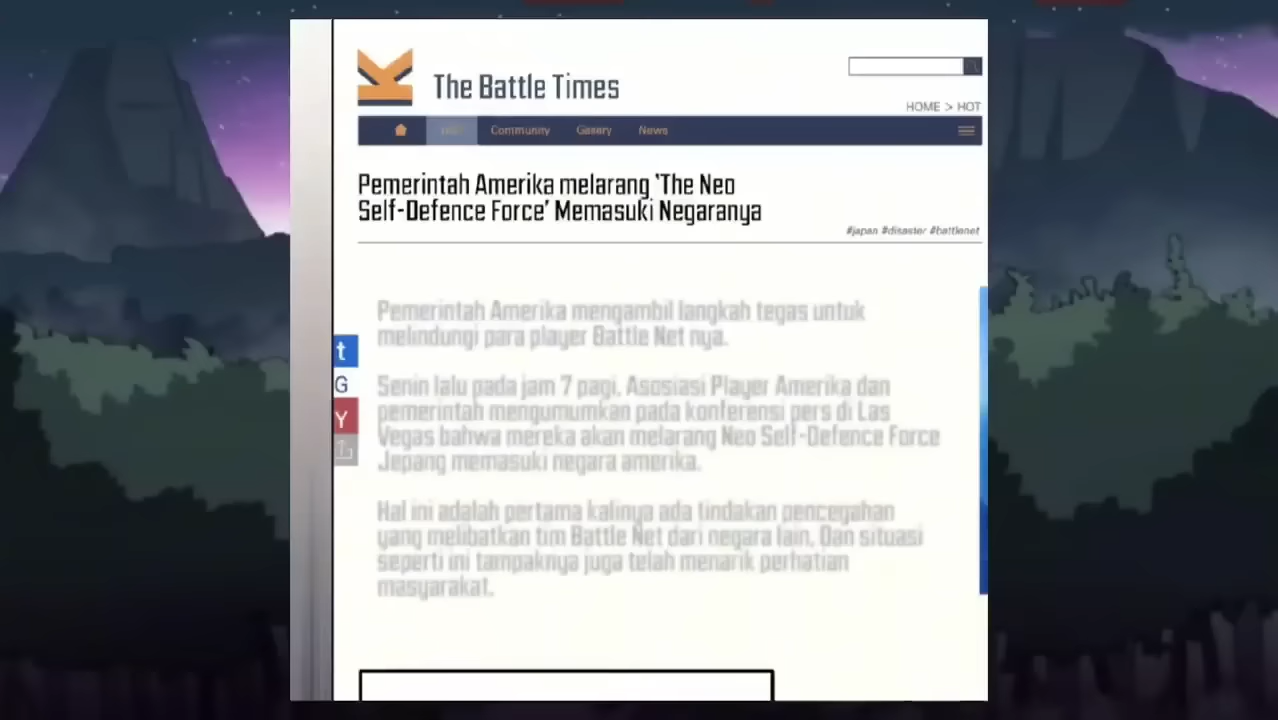 The Battle Times
HOME > HOT
Community Gallery News
Pemerintah Amerika melarang 'The Neo
Self-Defence Force' Memasuki Negaranya
#japan #disaster #battlenet
Pemerintah Amerika mengambil langkah tegas untuk
melindungi para player Battle Net nya.
t
G
Y
Senin lalu pada jam 7 pagi, Asosiasi Player Amerika dan
pemerintah mengumumkan pada konferensi pers di Las
Vegas bahwa mereka akan melarang Neo Self-Defence Force
Jepang memasuki negara amerika.
Hal ini adalah pertama kalinya ada tindakan pencegahan
yang melibatkan tim Battle Net dari negara lain, Dan situasi
seperti ini tampaknya juga telah menarik perhatian
masyarakat.